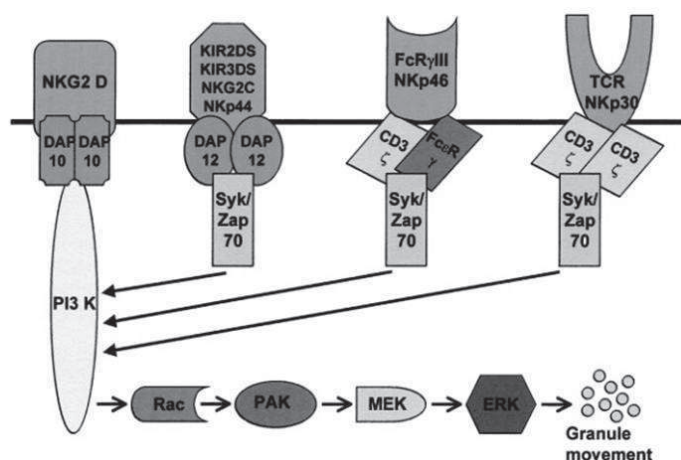 NKG2 D
KIR2DS
KIR3DS
NKG2C
NKp44
FcRγIII
NKp46
TCR
NKp30
DAP
10
DAP
10
DAP
12
DAP
12
CD3
ζ
FcεR
γ
CD3
ζ
CD3
ζ
Syk/
Zap
70
Syk/
Zap
70
Syk/
Zap
70
PI3 K
Rac
PAK
MEK
ERK
Granule
movement